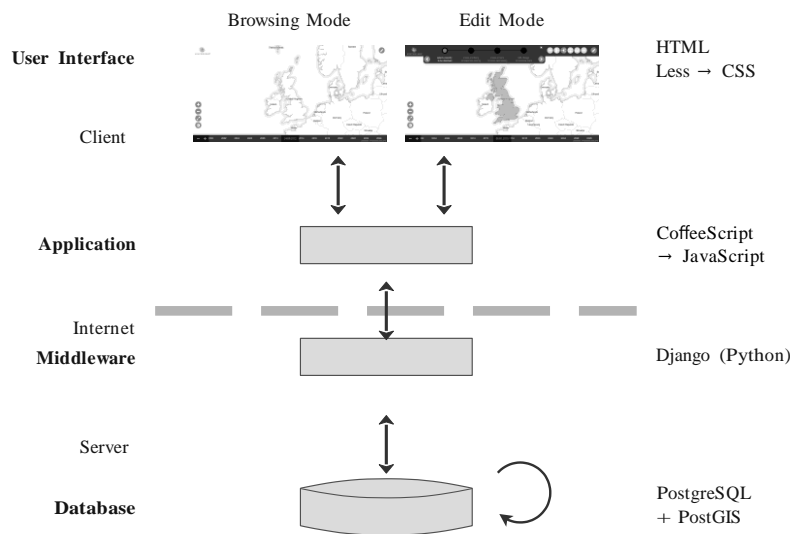 Browsing Mode Edit Mode
User Interface
HTML
Less → CSS
Client
Application
CoffeeScript
→ JavaScript
Internet
Middleware
Django (Python)
Server
Database
PostgreSQL
+ PostGIS